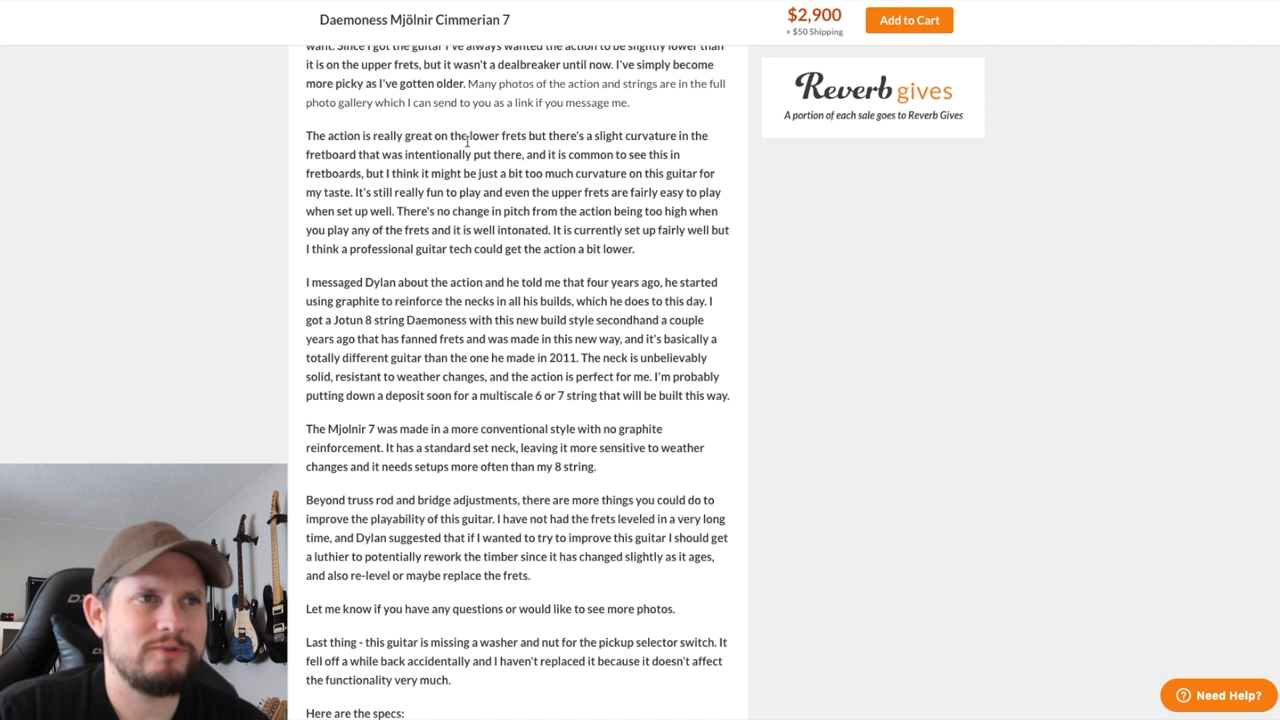 Daemoness Mjölnir Cimmerian 7
$2,900
+ $50 Shipping
Add to Cart
want. Since I got the guitar I've always wanted the action to be slightly lower than
it is on the upper frets, but it wasn't a dealbreaker until now. I've simply become
more picky as I've gotten older. Many photos of the action and strings are in the full
photo gallery which I can send to you as a link if you message me.
The action is really great on the lower frets but there's a slight curvature in the
fretboard that was intentionally put there, and it is common to see this in
fretboards, but I think it might be just a bit too much curvature on this guitar for
my taste. It's still really fun to play and even the upper frets are fairly easy to play
when set up well. There's no change in pitch from the action being too high when
you play any of the frets and it is well intonated. It is currently set up fairly well but
I think a professional guitar tech could get the action a bit lower.
I messaged Dylan about the action and he told me that four years ago, he started
using graphite to reinforce the necks in all his builds, which he does to this day. I
got a Jotun 8 string Daemoness with this new build style secondhand a couple
years ago that has fanned frets and was made in this new way, and it's basically a
totally different guitar than the one he made in 2011. The neck is unbelievably
solid, resistant to weather changes, and the action is perfect for me. I'm probably
putting down a deposit soon for a multiscale 6 or 7 string that will be built this way.
The Mjolnir 7 was made in a more conventional style with no graphite
reinforcement. It has a standard set neck, leaving it more sensitive to weather
changes and it needs setups more often than my 8 string.
Beyond truss rod and bridge adjustments, there are more things you could do to
improve the playability of this guitar. I have not had the frets leveled in a very long
time, and Dylan suggested that if I wanted to try to improve this guitar I should get
a luthier to potentially rework the timber since it has changed slightly as it ages,
and also re-level or maybe replace the frets.
Let me know if you have any questions or would like to see more photos.
Last thing - this guitar is missing a washer and nut for the pickup selector switch. It
fell off a while back accidentally and I haven't replaced it because it doesn't affect
the functionality very much.
Here are the specs:
Reverb gives
A portion of each sale goes to Reverb Gives
Need Help?